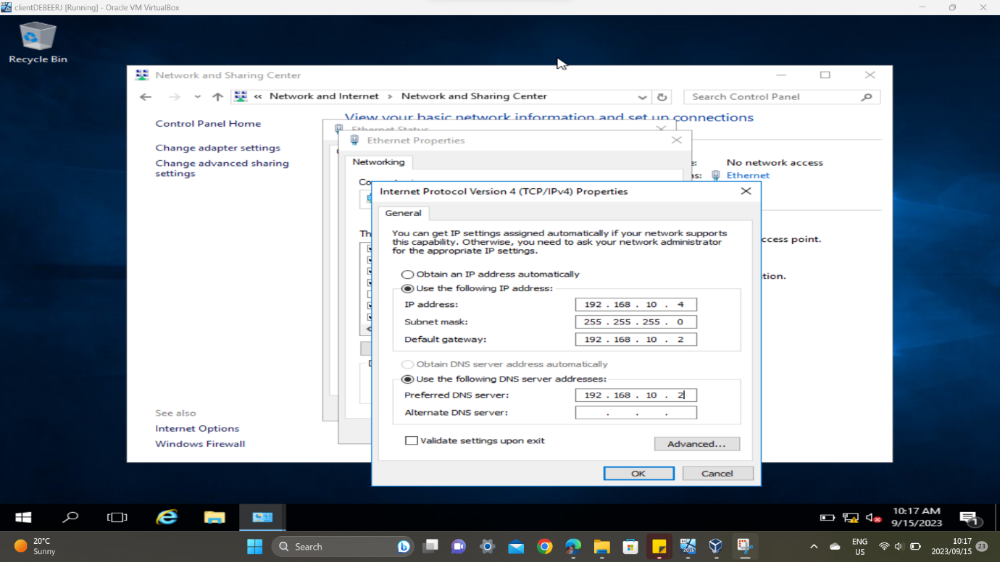 clientDEBEERJ [Running] - Oracle VM VirtualBox
Recycle Bin
Network and Sharing Center
« Network and Internet > Network and Sharing Center
Search Control Panel
Control Panel Home
View your basic network information and set up connections
Change adapter settings
Change advanced sharing
settings
Ethernet Status
Ethernet Properties
Networking
No network access
Ethernet
Internet Protocol Version 4 (TCP/IPv4) Properties
General
You can get IP settings assigned automatically if your network supports
this capability. Otherwise, you need to ask your network administrator
for the appropriate IP settings.
Obtain an IP address automatically
Use the following IP address:
IP address: 192 . 168 . 10 . 4
Subnet mask: 255 . 255 . 255 . 0
Default gateway: 192 . 168 . 10 . 2
Obtain DNS server address automatically
Use the following DNS server addresses:
Preferred DNS server: 192 . 168 . 10 . 2
Alternate DNS server: . . .
Validate settings upon exit
Advanced...
OK
Cancel
ccess point.
tion.
See also
Internet Options
Windows Firewall
10:17 AM
9/15/2023
1
20°C
Sunny
Search
2016
ENG
US
10:17
2023/09/15
23